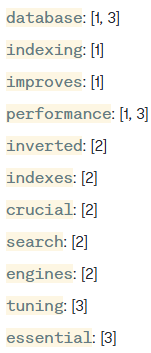 database: [1, 3]
indexing: [1]
improves: [1]
performance: [1, 3]
inverted: [2]
indexes: [2]
crucial: [2]
search: [2]
engines: [2]
tuning: [3]
essential: [3]